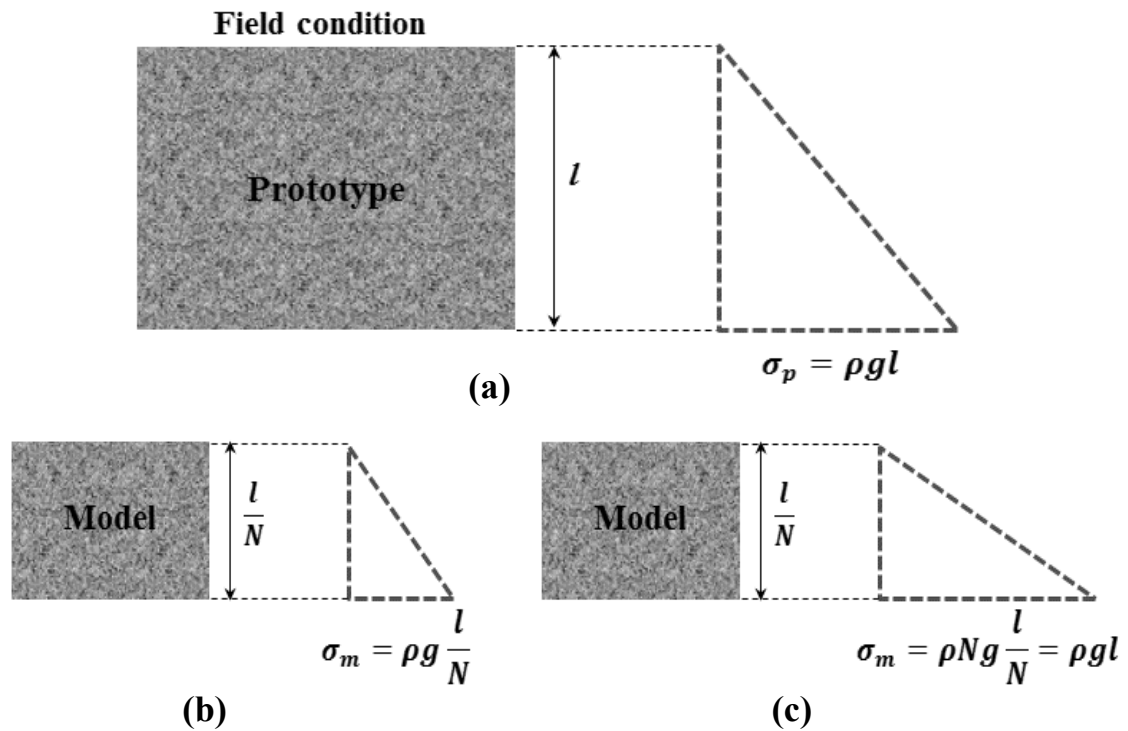 Field condition
Prototype
l
σₚ = ρgl
(a)
Model
l/N
σₘ = ρg l/N
(b)
Model
l/N
σₘ = ρNg l/N = ρgl
(c)